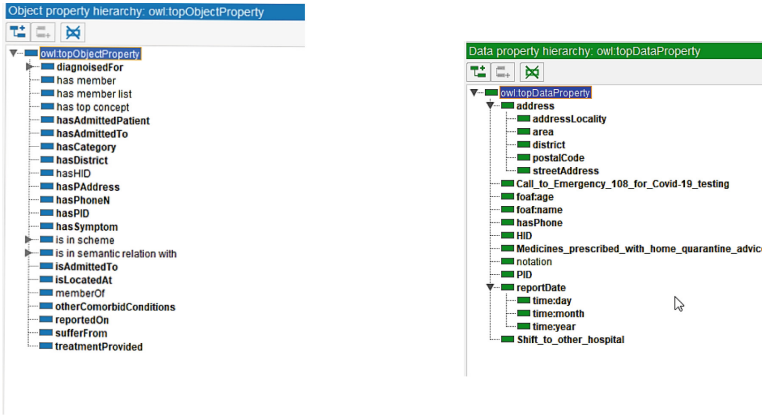 Object property hierarchy: owl:topObjectProperty
owl:topObjectProperty
diagnoisedFor
has member
has member list
has top concept
hasAdmittedPatient
hasAdmittedTo
hasCategory
hasDistrict
hasHID
hasPAddress
hasPhoneN
hasPID
hasSymptom
is in scheme
is in semantic relation with
isAdmittedTo
isLocatedAt
memberOf
otherComorbidConditions
reportedOn
sufferFrom
treatmentProvided
Data property hierarchy: owl:topDataProperty
owl:topDataProperty
address
addressLocality
area
district
postalCode
streetAddress
Call_to_Emergency_108_for_Covid-19_testing
foaf:age
foaf:name
hasPhone
HID
Medicines_prescribed_with_home_quarantine_advice
notation
PID
reportDate
time:day
time:month
time:year
Shift_to_other_hospital